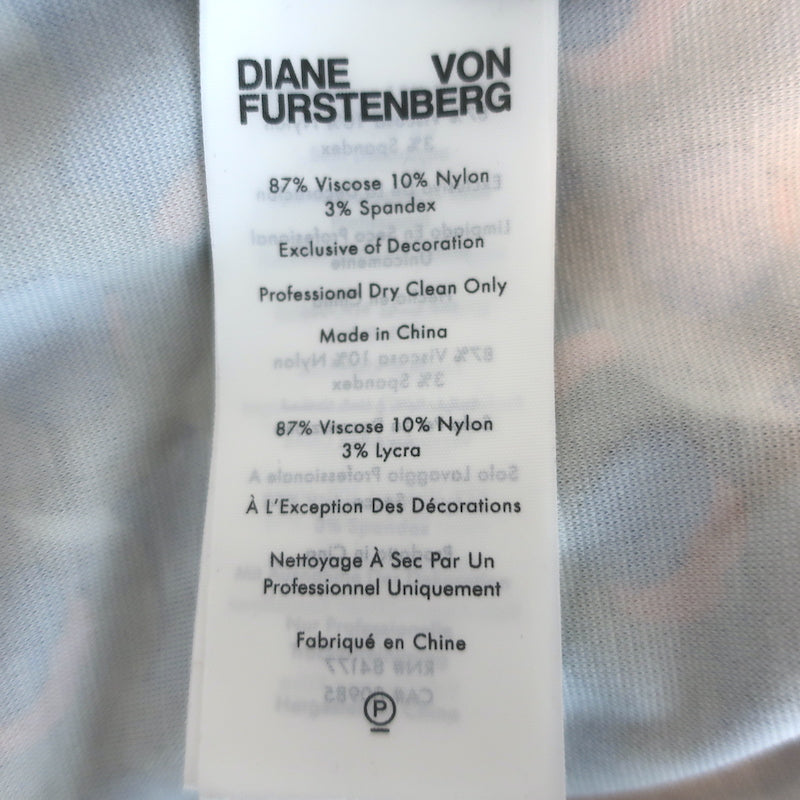 DIANE VON
FURSTENBERG
87% Viscose 10% Nylon
3% Spandex
Exclusive of Decoration
Professional Dry Clean Only
Made in China
87% Viscose 10% Nylon
3% Lycra
À L'Exception Des Décorations
Nettoyage À Sec Par Un
Professionnel Uniquement
Fabriqué en Chine
P